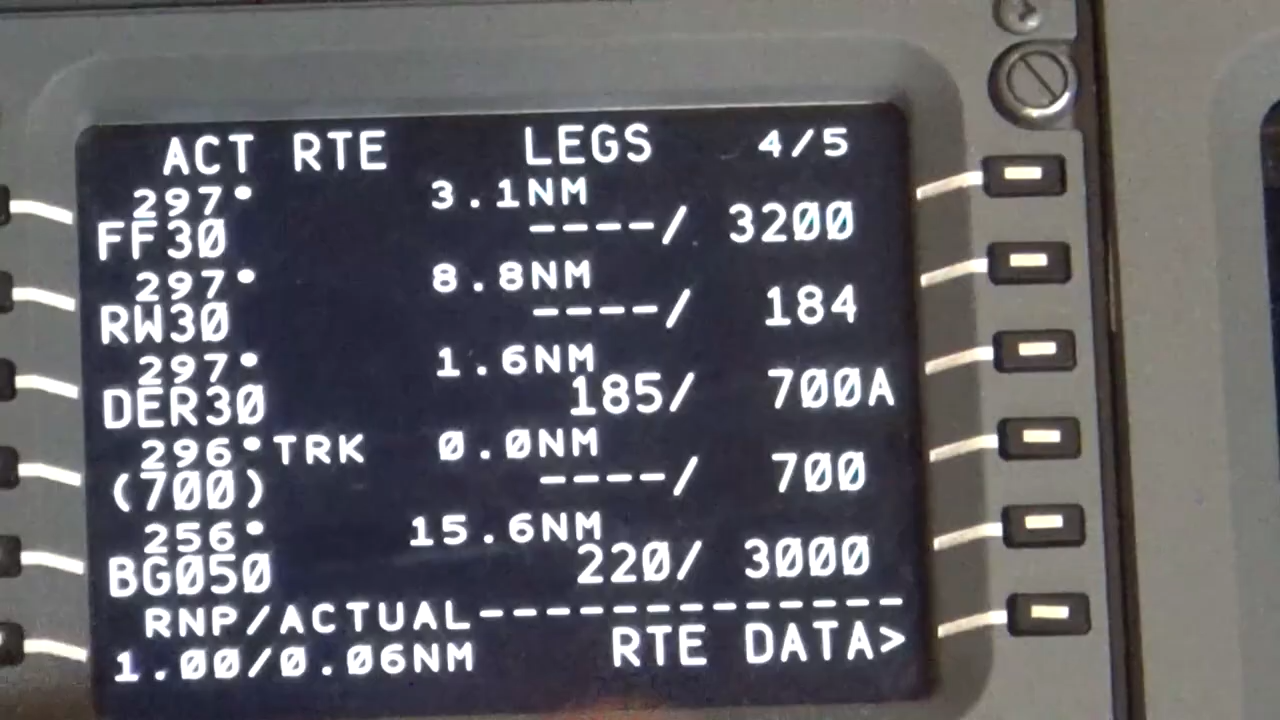 ACT RTE LEGS 4/5
297° 3.1NM
FF30 ----/ 3200
297° 8.8NM
RW30 ----/ 184
297° 1.6NM
DER30 185/ 700A
296°TRK 0.0NM
(700) ----/ 700
256° 15.6NM
BG050 220/ 3000
RNP/ACTUAL-------------
1.00/0.06NM RTE DATA>